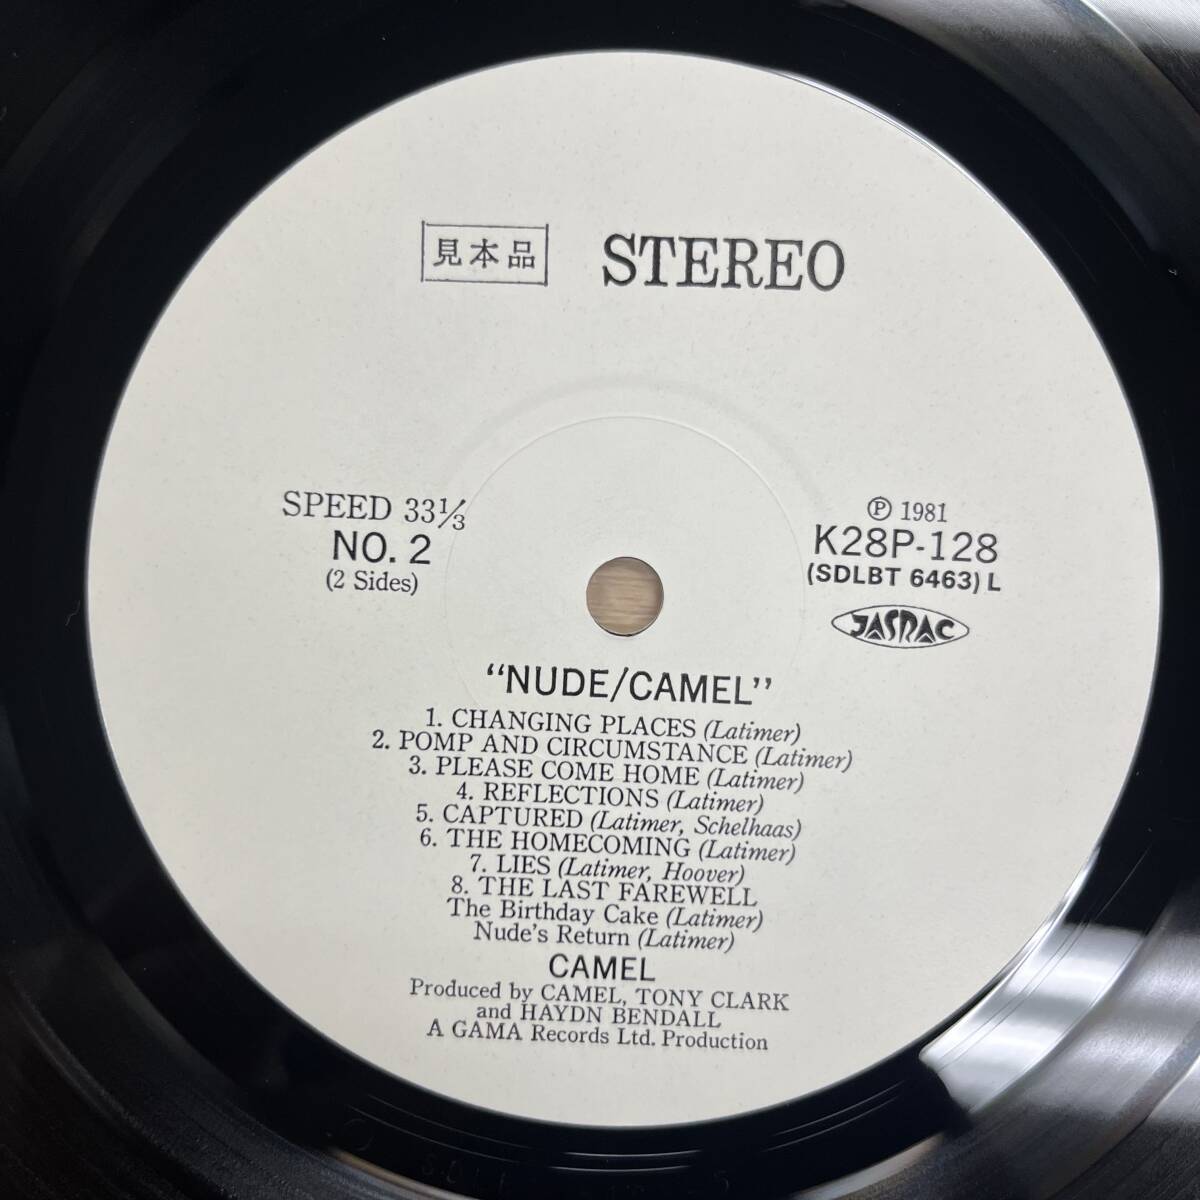 見本品 STEREO
SPEED 33⅓
NO. 2
(2 Sides)
Ⓟ 1981
K28P-128
(SDLBT 6463) L
JASRAC
"NUDE/CAMEL"
1. CHANGING PLACES (Latimer)
2. POMP AND CIRCUMSTANCE (Latimer)
3. PLEASE COME HOME (Latimer)
4. REFLECTIONS (Latimer)
5. CAPTURED (Latimer, Schelhaas)
6. THE HOMECOMING (Latimer)
7. LIES (Latimer, Hoover)
8. THE LAST FAREWELL
The Birthday Cake (Latimer)
Nude's Return (Latimer)
CAMEL
Produced by CAMEL, TONY CLARK
and HAYDN BENDALL
A GAMA Records Ltd. Production